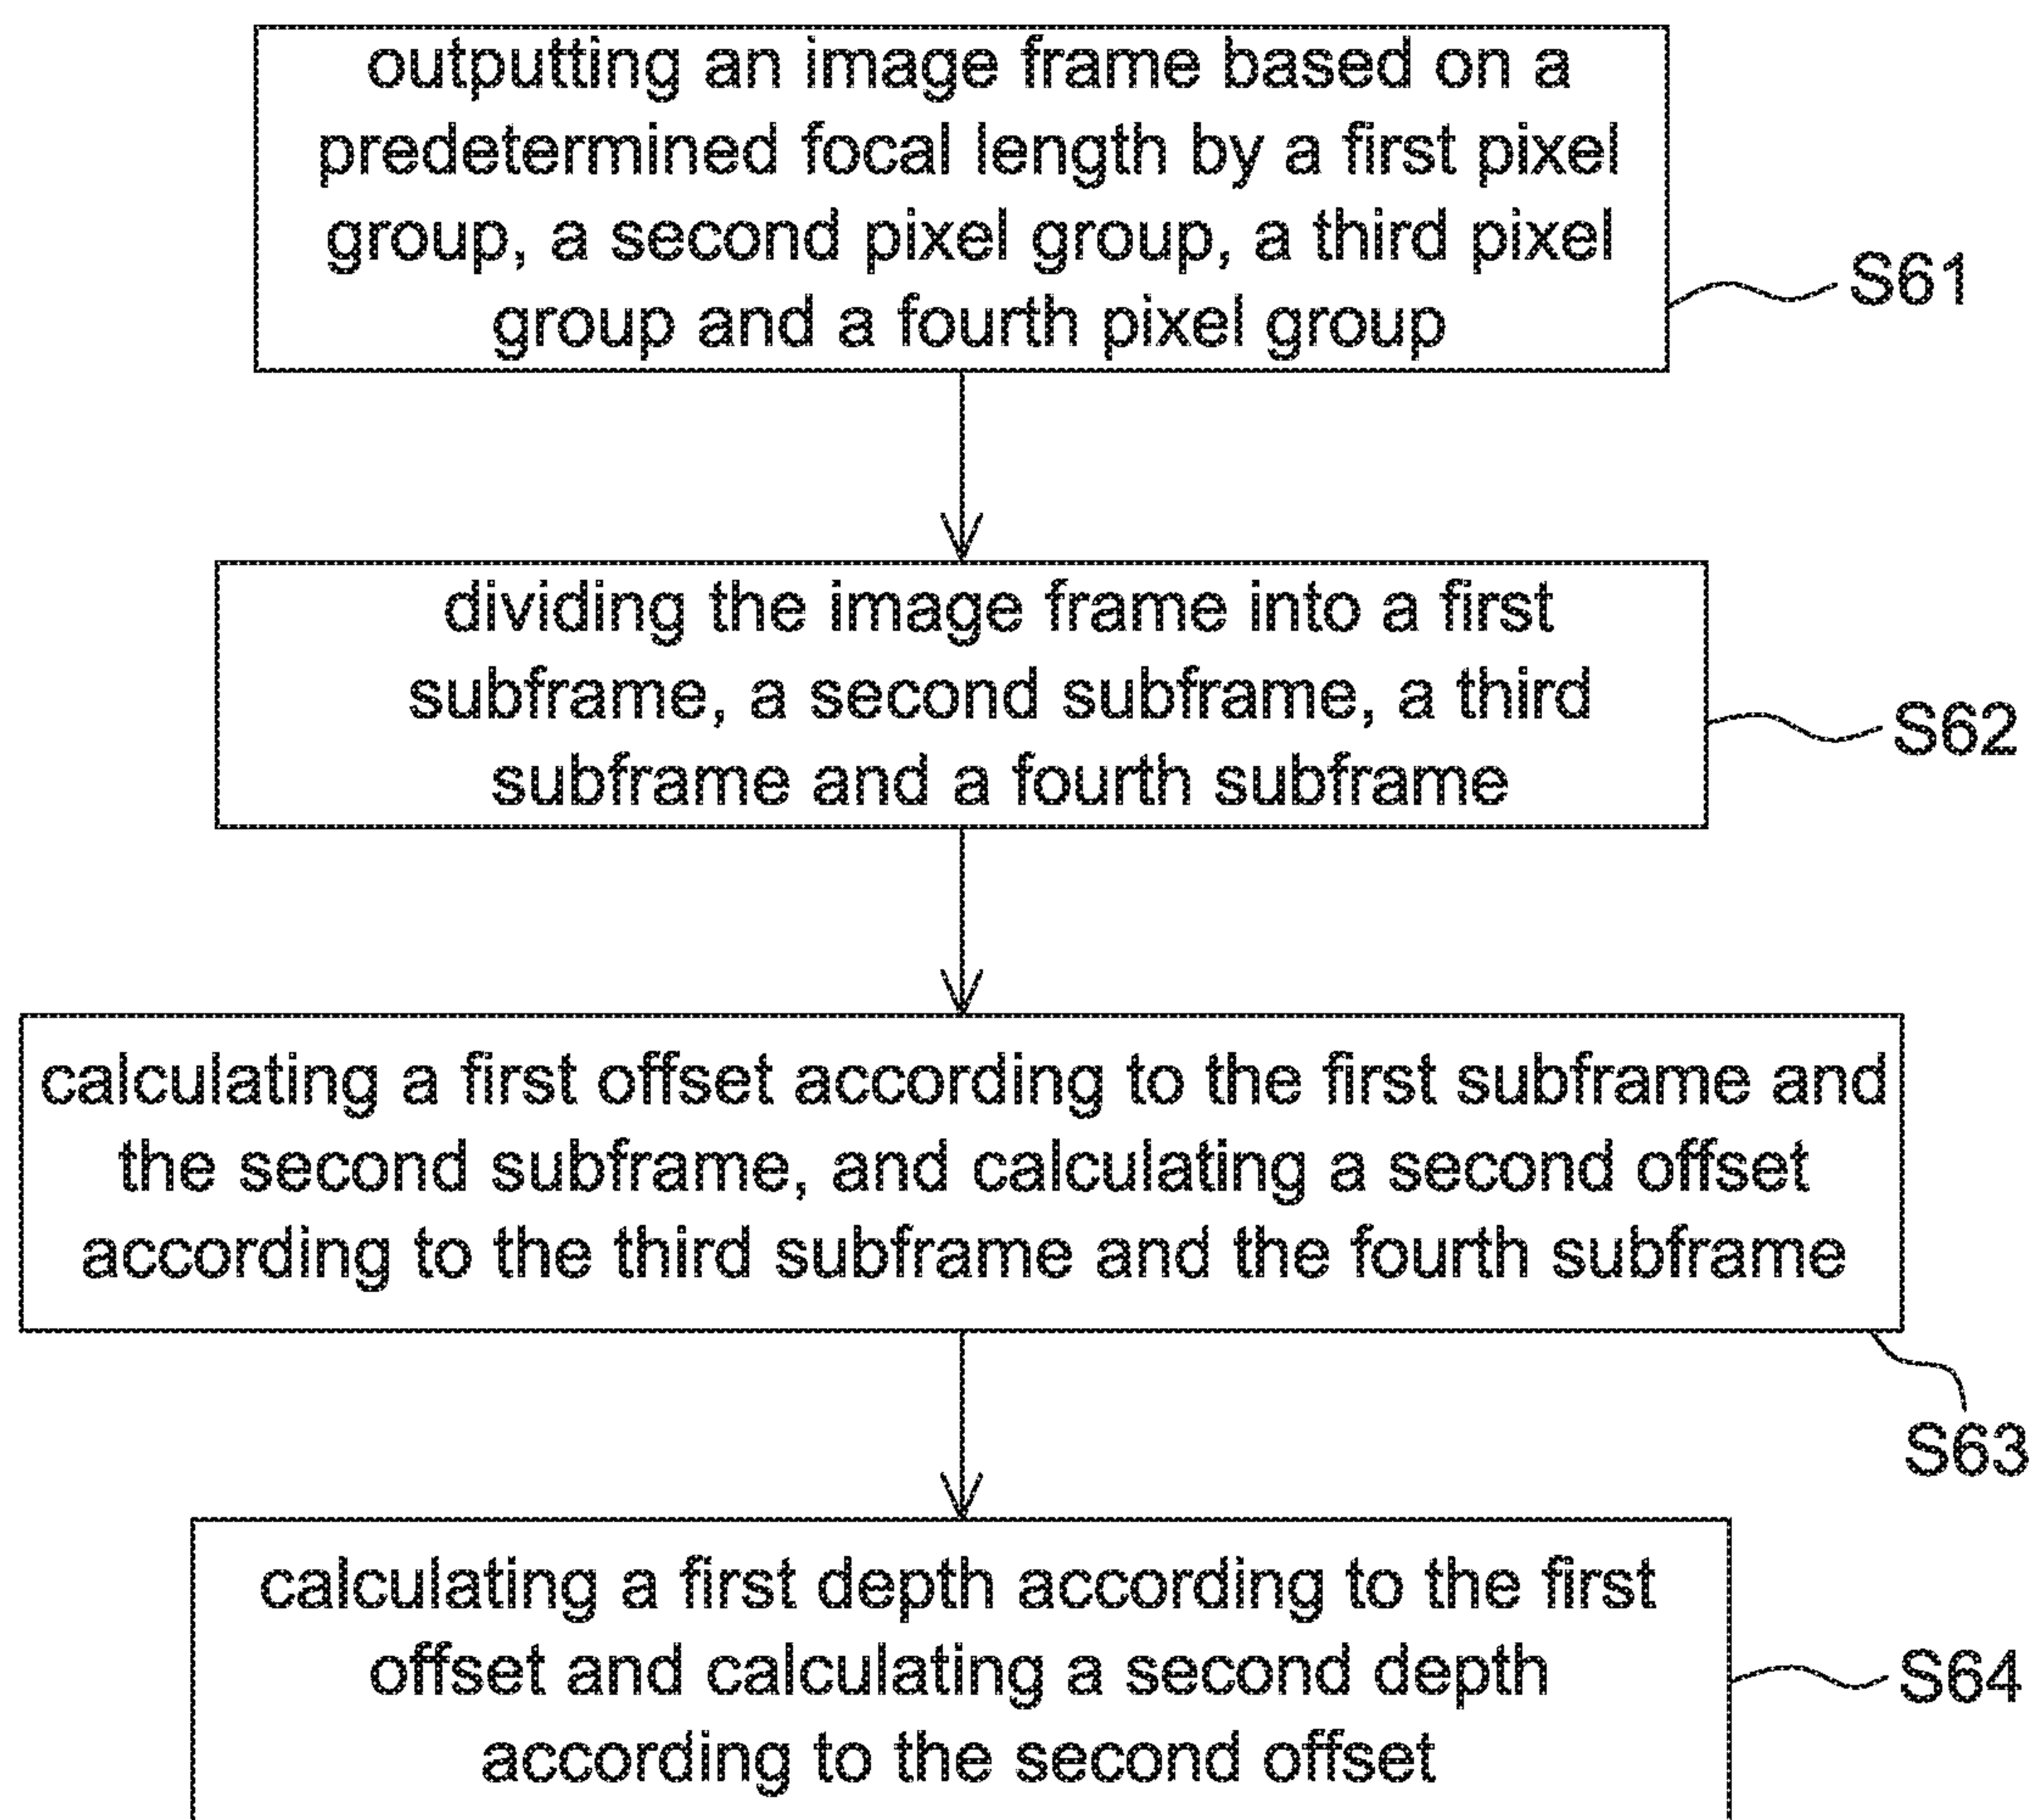 outputting an image frame based on a
predetermined focal length by a first pixel
group, a second pixel group, a third pixel
group and a fourth pixel group
S61
dividing the image frame into a first
subframe, a second subframe, a third
subframe and a fourth subframe
S62
calculating a first offset according to the first subframe and
the second subframe, and calculating a second offset
according to the third subframe and the fourth subframe
S63
calculating a first depth according to the first
offset and calculating a second depth
according to the second offset
S64